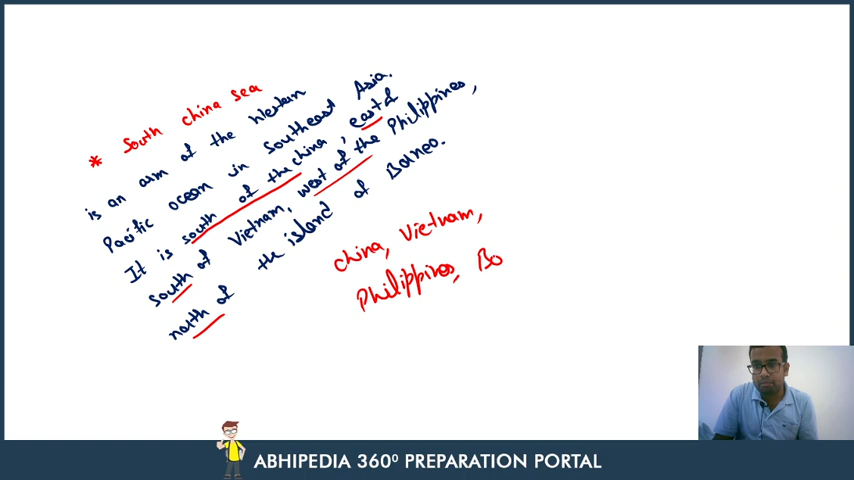 * South china sea
is an arm of the Western
Pacific ocean in Southeast Asia.
It is south of the china, east of
south of Vietnam, west of the Philippines,
north of the island of Borneo.
china, Vietnam,
Philippines, Bo
ABHIPEDIA 360⁰ PREPARATION PORTAL